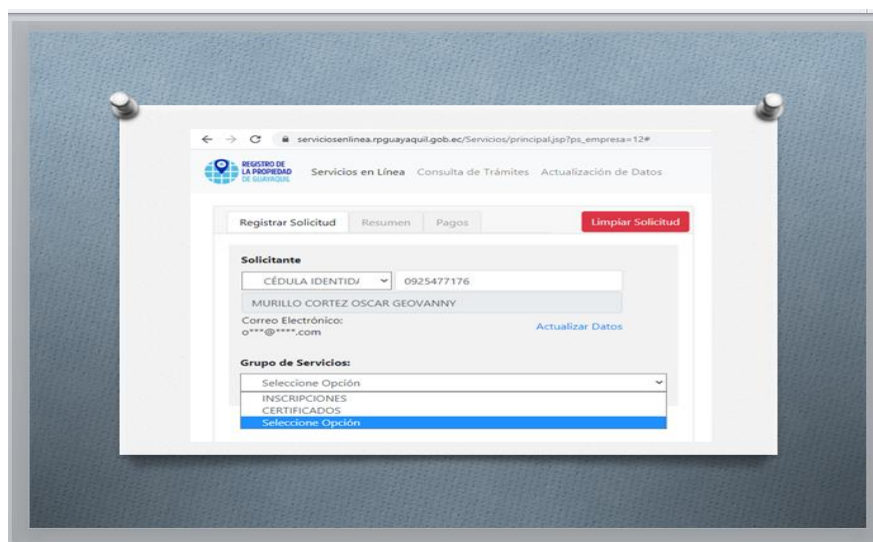 serviciosenlinea.rpguayaquil.gob.ec/Servicios/principal.jsp?ps_empresa=12#
REGISTRO DE
LA PROPIEDAD
DE GUAYAQUIL
Servicios en Línea Consulta de Trámites Actualización de Datos
Registrar Solicitud Resumen Pagos Limpiar Solicitud
Solicitante
CÉDULA IDENTID/ 0925477176
MURILLO CORTEZ OSCAR GEOVANNY
Correo Electrónico:
o***@****.com Actualizar Datos
Grupo de Servicios:
Seleccione Opción
INSCRIPCIONES
CERTIFICADOS
Seleccione Opción